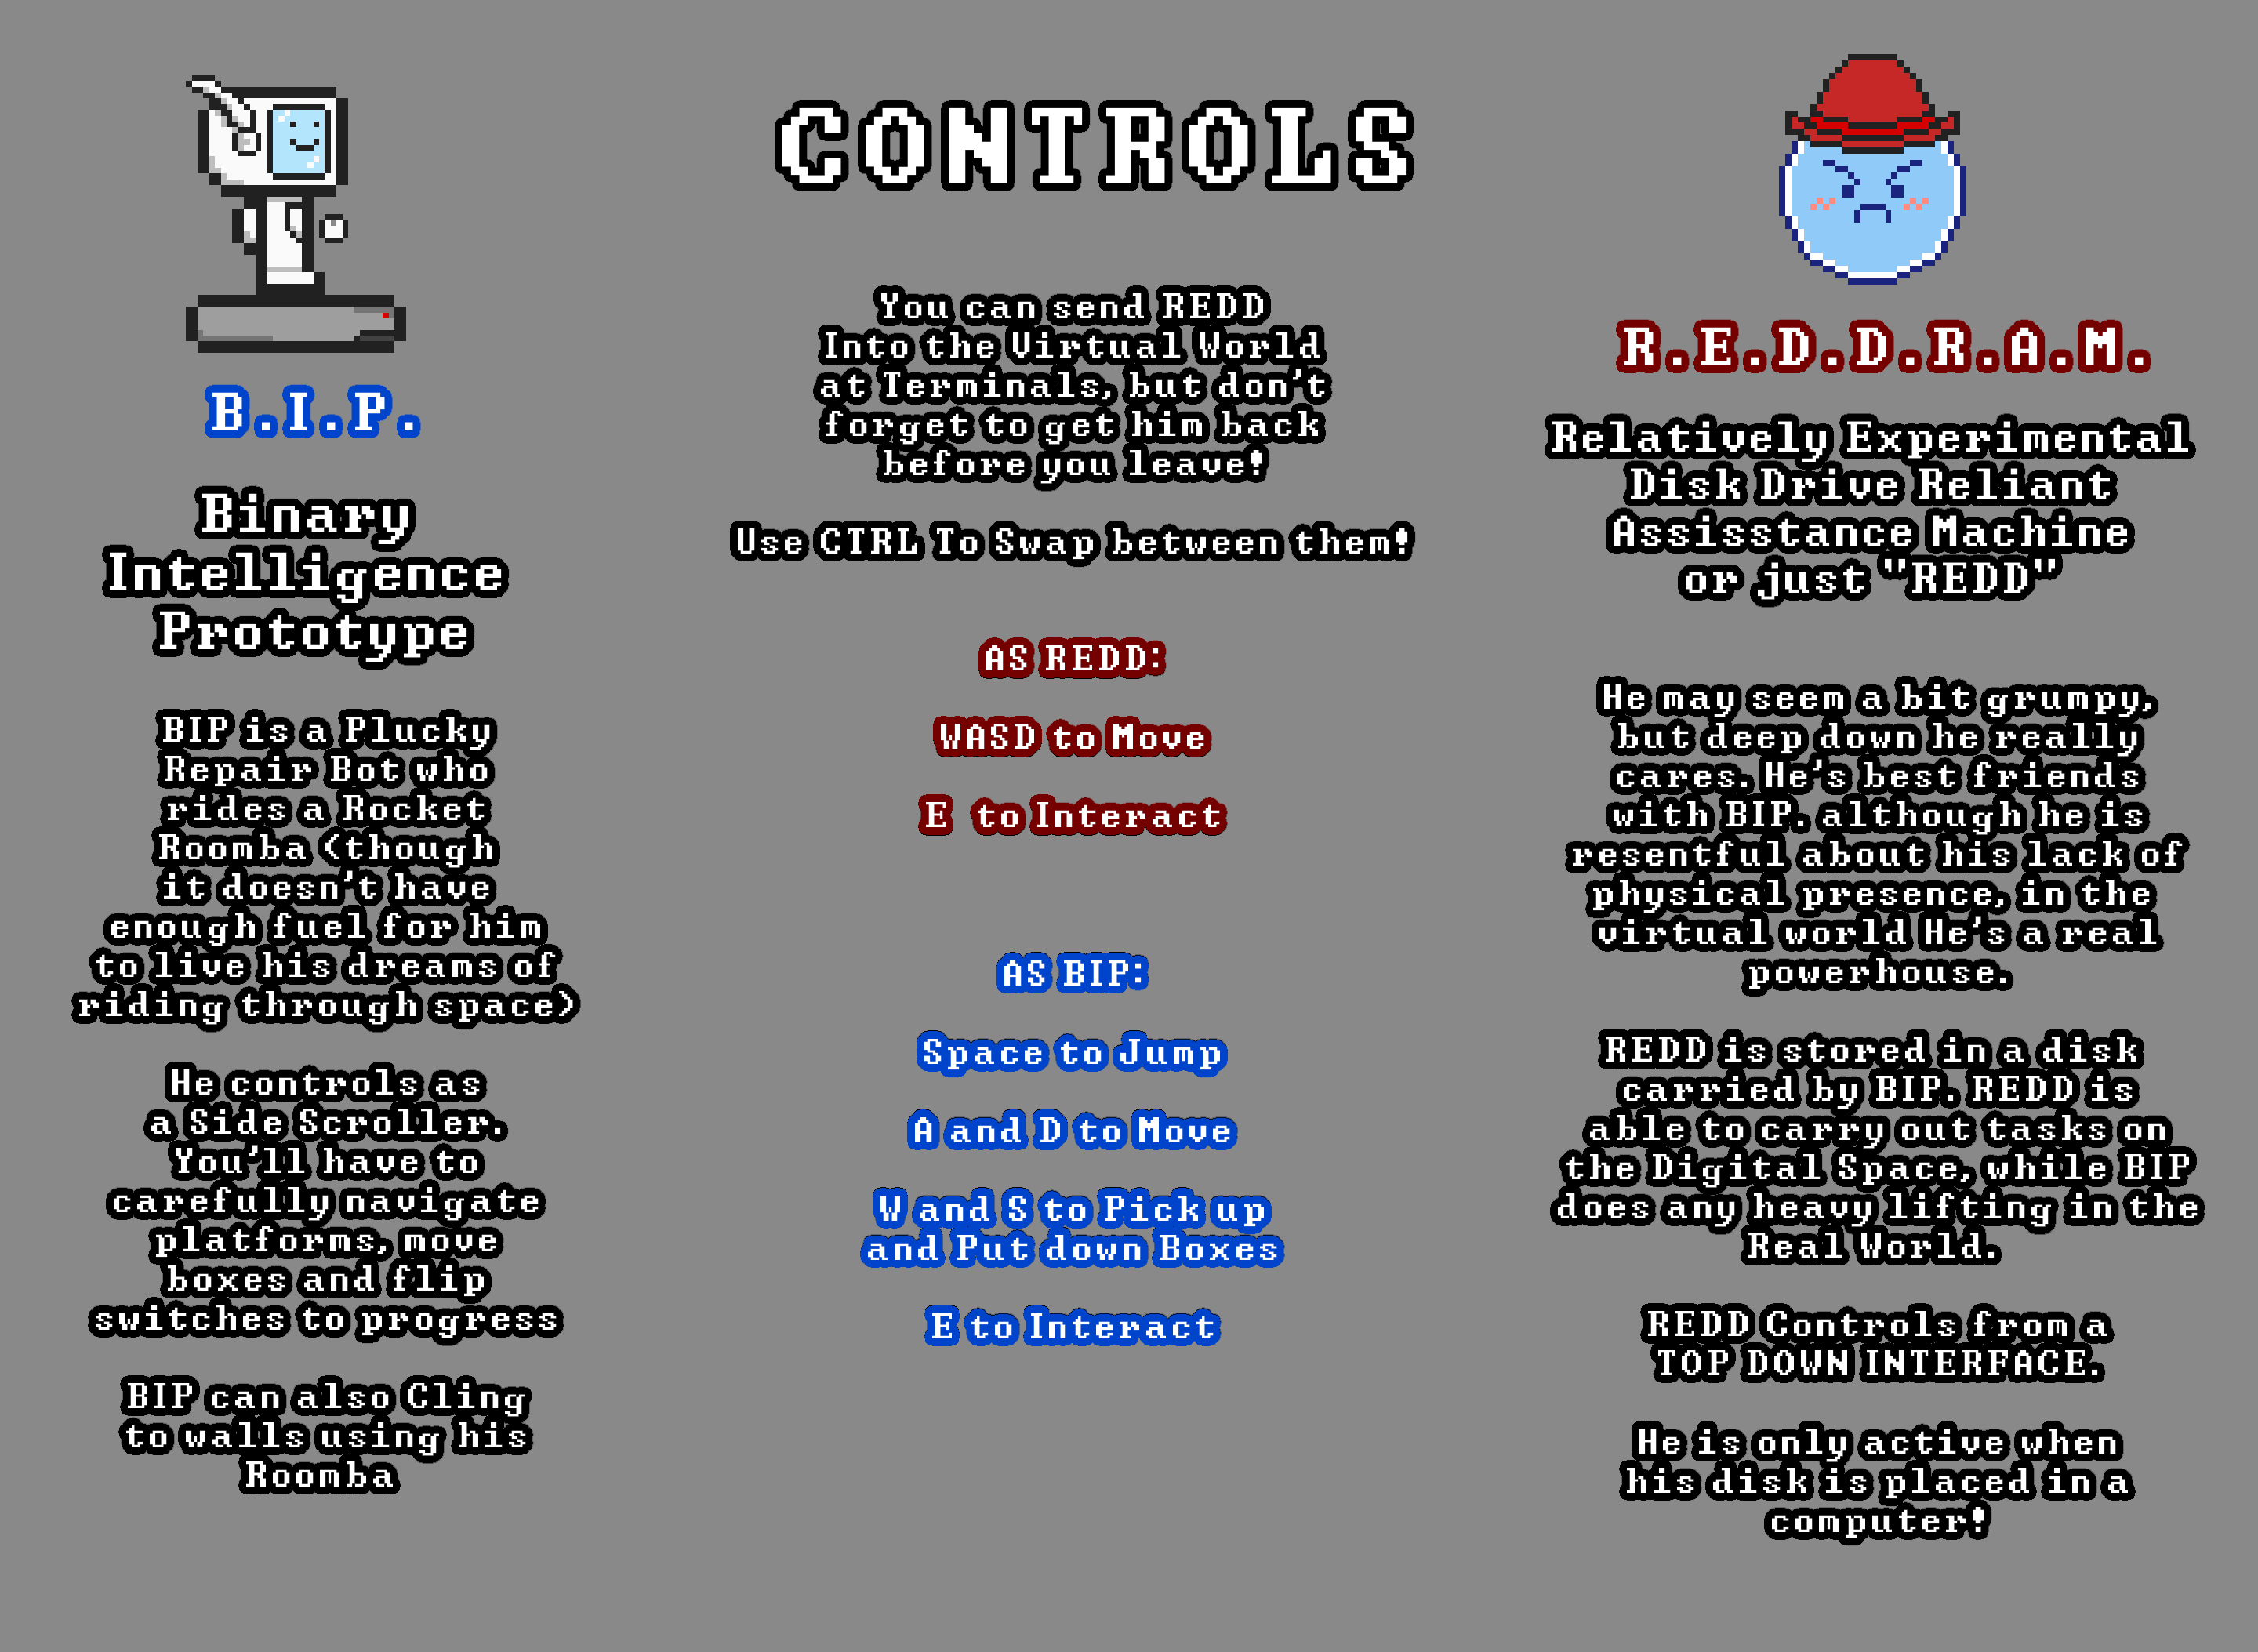 B.I.P.
Binary
Intelligence
Prototype
BIP is a Plucky
Repair Bot who
rides a Rocket
Roomba (though
it doesn't have
enough fuel for him
to live his dreams of
riding through space)
He controls as
a Side Scroller.
You'll have to
carefully navigate
platforms, move
boxes and flip
switches to progress
BIP can also Cling
to walls using his
Roomba
CONTROLS
You can send REDD
Into the Virtual World
at Terminals, but don't
forget to get him back
before you leave!
Use CTRL To Swap between them!
AS REDD:
WASD to Move
E to Interact
AS BIP:
Space to Jump
A and D to Move
W and S to Pick up
and Put down Boxes
E to Interact
R.E.D.D.R.A.M.
Relatively Experimental
Disk Drive Reliant
Assisstance Machine
or just "REDD"
He may seem a bit grumpy,
but deep down he really
cares. He's best friends
with BIP. although he is
resentful about his lack of
physical presence, in the
virtual world He's a real
powerhouse.
REDD is stored in a disk
carried by BIP. REDD is
able to carry out tasks on
the Digital Space, while BIP
does any heavy lifting in the
Real World.
REDD Controls from a
TOP DOWN INTERFACE.
He is only active when
his disk is placed in a
computer!